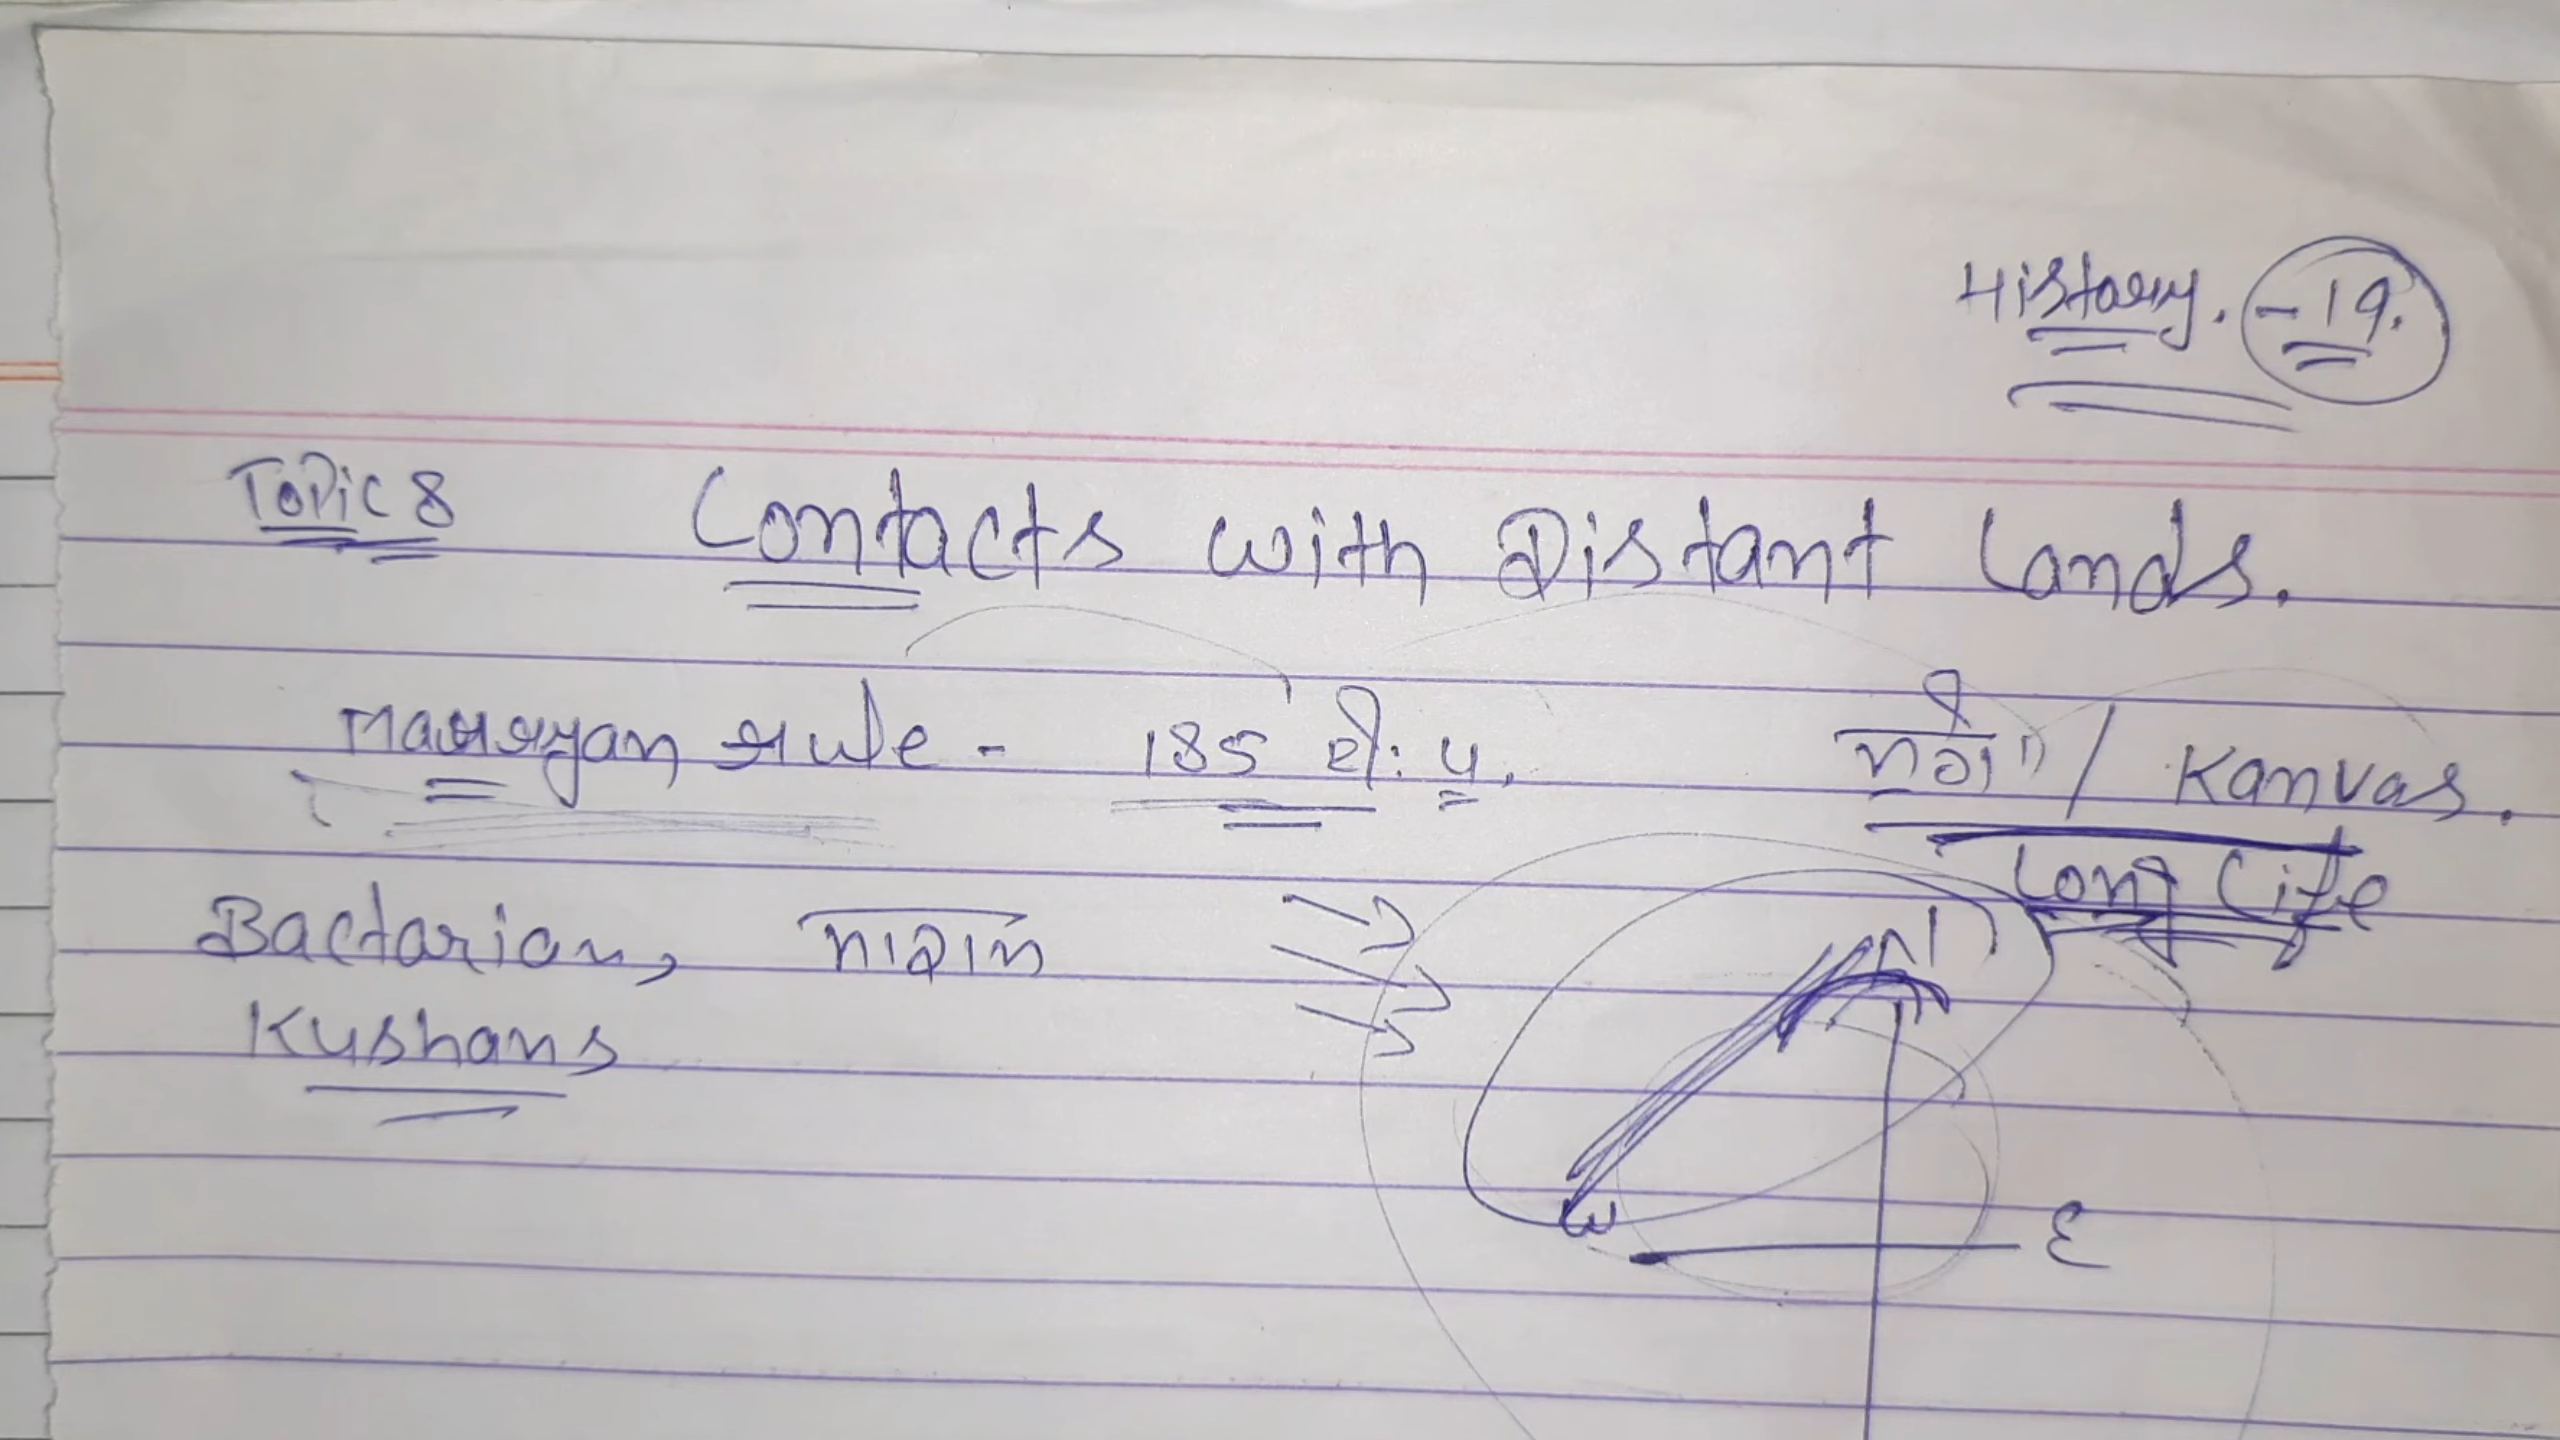 History. -19.
Topic 8 Contacts with Distant Lands.
Mauryan rule - 185 ई. पू. / Kanvas.
Long Life
Bactarian,
N
Kushans
W E